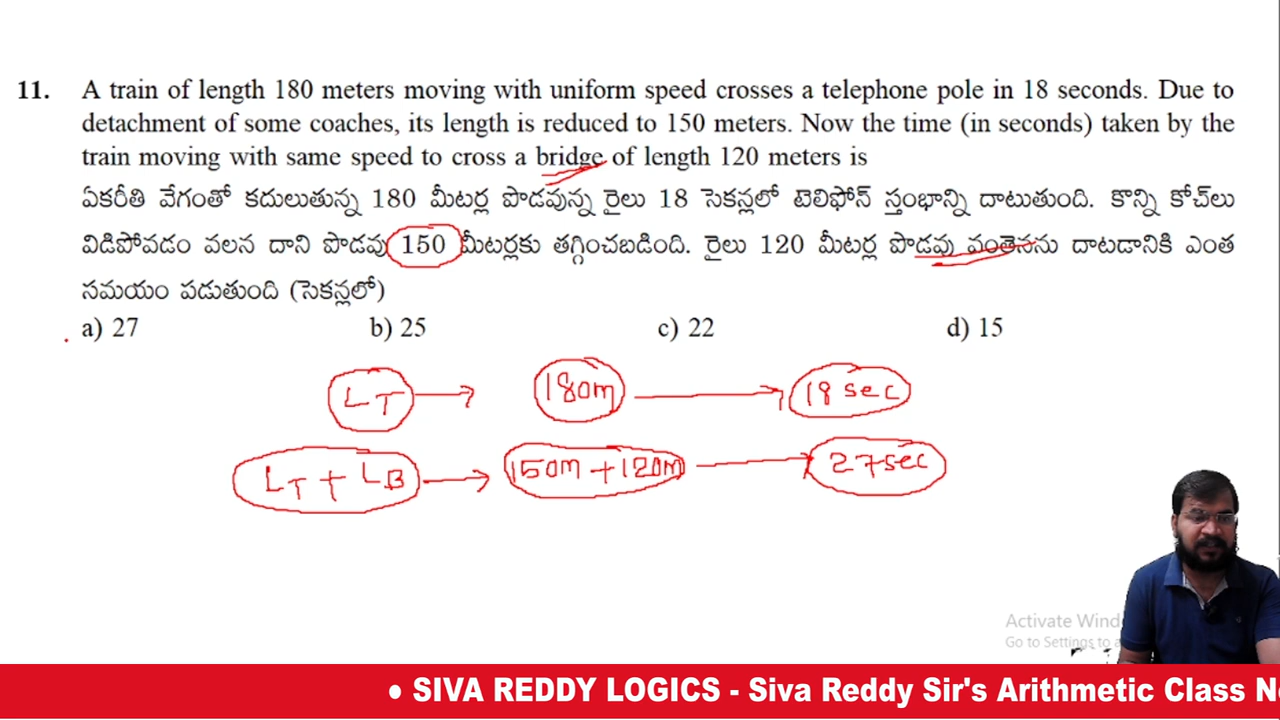 11. A train of length 180 meters moving with uniform speed crosses a telephone pole in 18 seconds. Due to
detachment of some coaches, its length is reduced to 150 meters. Now the time (in seconds) taken by the
train moving with same speed to cross a bridge of length 120 meters is
ఏకరీతి వేగంతో కదులుతున్న 180 మీటర్ల పొడవున్న రైలు 18 సెకన్లలో టెలిఫోన్ స్తంభాన్ని దాటుతుంది. కొన్ని కోచ్‌లు
విడిపోవడం వలన దాని పొడవు 150 మీటర్లకు తగ్గించబడింది. రైలు 120 మీటర్ల పొడవు వంతెనను దాటడానికి ఎంత
సమయం పడుతుంది (సెకన్లలో)
a) 27 b) 25 c) 22 d) 15
LT → 180m → 18 sec
LT + LB → 150m + 120m → 27 sec
Activate Wind
Go to Settings to a
• SIVA REDDY LOGICS - Siva Reddy Sir's Arithmetic Class